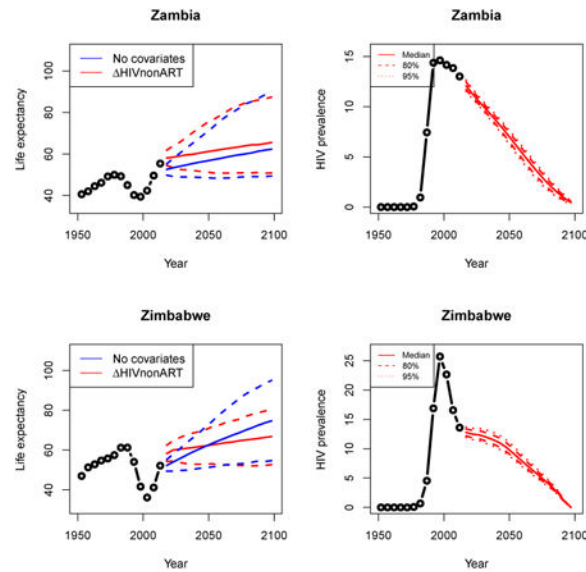 Zambia
Life expectancy
100
80
60
40
No covariates
ΔHIVnonART
1950
2000
2050
2100
Year
Zambia
HIV prevalence
15
10
5
0
Median
80%
95%
1950
2000
2050
2100
Year
Zimbabwe
Life expectancy
100
80
60
40
No covariates
ΔHIVnonART
1950
2000
2050
2100
Year
Zimbabwe
HIV prevalence
25
20
15
10
5
0
Median
80%
95%
1950
2000
2050
2100
Year